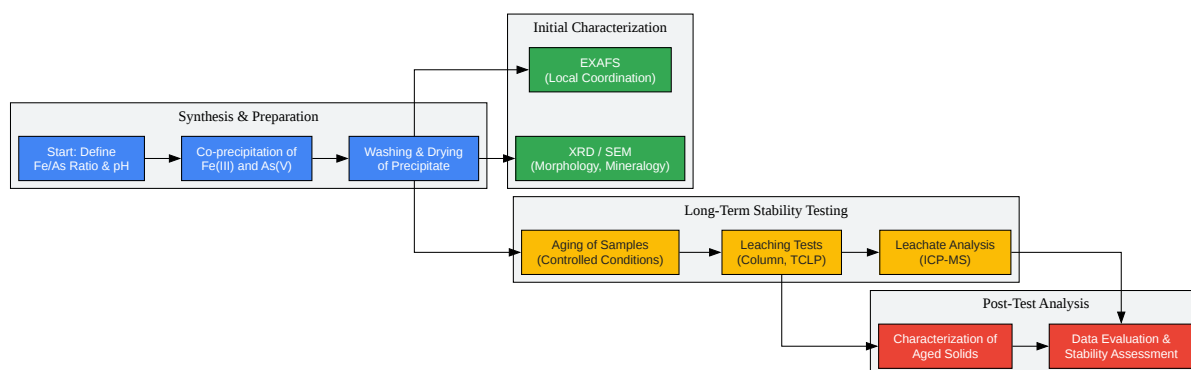 Initial Characterization
EXAFS
(Local Coordination)
Synthesis & Preparation
Start: Define
Fe/As Ratio & pH
Co-precipitation of
Fe(III) and As(V)
Washing & Drying
of Precipitate
XRD / SEM
(Morphology, Mineralogy)
Long-Term Stability Testing
Aging of Samples
(Controlled Conditions)
Leaching Tests
(Column, TCLP)
Leachate Analysis
(ICP-MS)
Post-Test Analysis
Characterization of
Aged Solids
Data Evaluation &
Stability Assessment